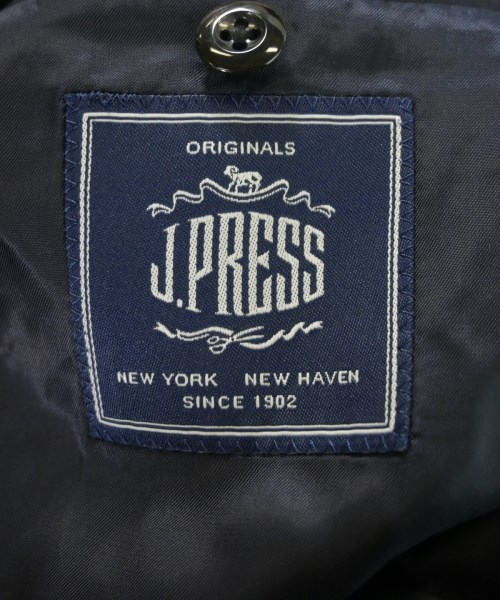 ORIGINALS
J.PRESS
NEW YORK NEW HAVEN
SINCE 1902